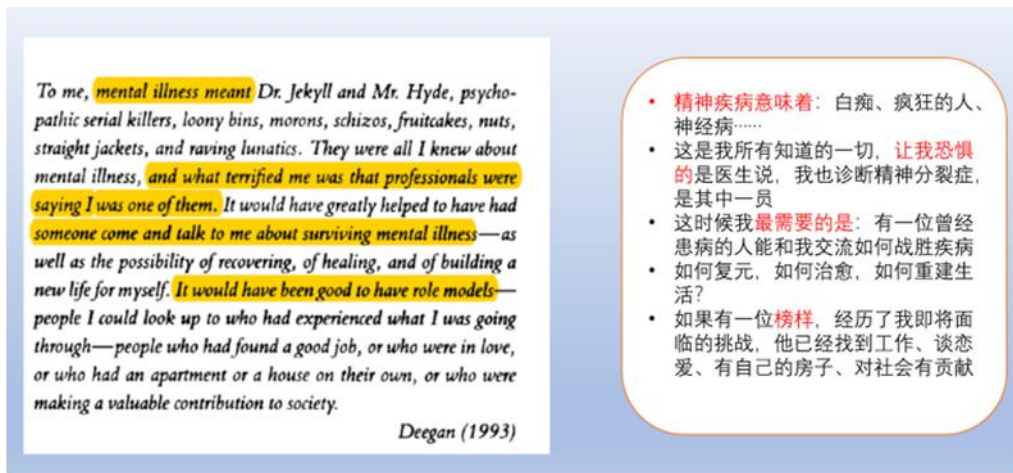 To me, mental illness meant Dr. Jekyll and Mr. Hyde, psycho-
pathic serial killers, loony bins, morons, schizos, fruitcakes, nuts,
straight jackets, and raving lunatics. They were all I knew about
mental illness, and what terrified me was that professionals were
saying I was one of them. It would have greatly helped to have had
someone come and talk to me about surviving mental illness—as
well as the possibility of recovering, of healing, and of building a
new life for myself. It would have been good to have role models—
people I could look up to who had experienced what I was going
through—people who had found a good job, or who were in love,
or who had an apartment or a house on their own, or who were
making a valuable contribution to society.
Deegan (1993)
• 精神疾病意味着：白痴、疯狂的人、
神经病……
• 这是我所有知道的一切，让我恐惧
的是医生说，我也诊断精神分裂症，
是其中一员
• 这时候我最需要的是：有一位曾经
患病的人能和我交流如何战胜疾病
• 如何复元，如何治愈，如何重建生
活？
• 如果有一位榜样，经历了我即将面
临的挑战，他已经找到工作、谈恋
爱、有自己的房子、对社会有贡献